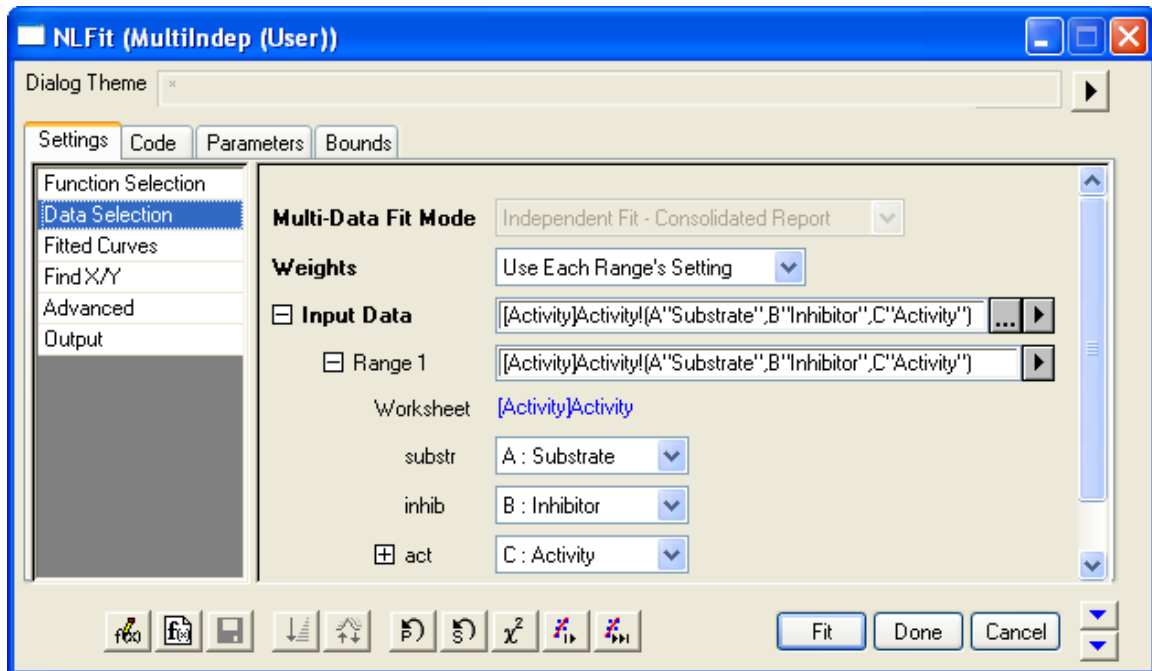 NLFit (MultiIndep (User))
Dialog Theme *
Settings Code Parameters Bounds
Function Selection
Data Selection
Fitted Curves
Find X/Y
Advanced
Output
Multi-Data Fit Mode Independent Fit - Consolidated Report
Weights Use Each Range's Setting
Input Data [Activity]Activity!(A"Substrate",B"Inhibitor",C"Activity") ...
Range 1 [Activity]Activity!(A"Substrate",B"Inhibitor",C"Activity")
Worksheet [Activity]Activity
substr A : Substrate
inhib B : Inhibitor
act C : Activity
f(x) f(x) P S χ² Fit Done Cancel